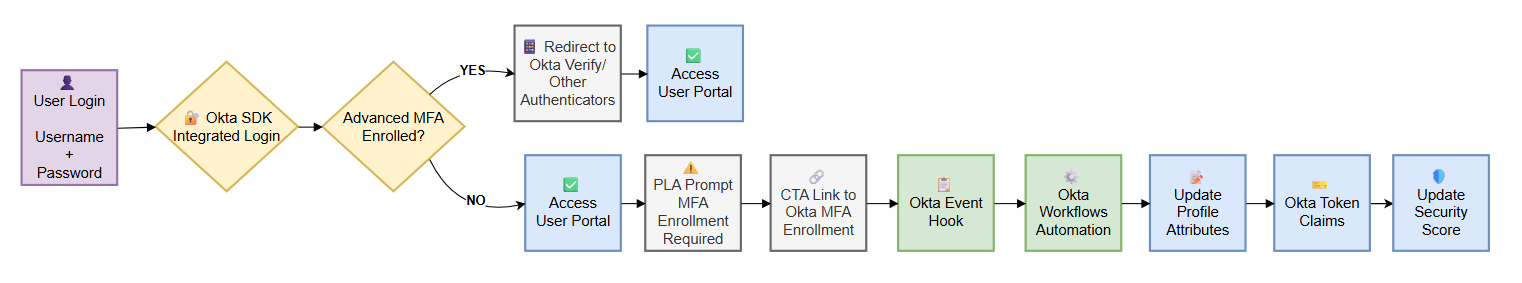 User Login
Username
+
Password
Okta SDK
Integrated Login
Advanced MFA
Enrolled?
YES
Redirect to
Okta Verify/
Other
Authenticators
Access
User Portal
NO
Access
User Portal
PLA Prompt
MFA
Enrollment
Required
CTA Link to
Okta MFA
Enrollment
Okta Event
Hook
Okta
Workflows
Automation
Update
Profile
Attributes
Okta Token
Claims
Update
Security
Score